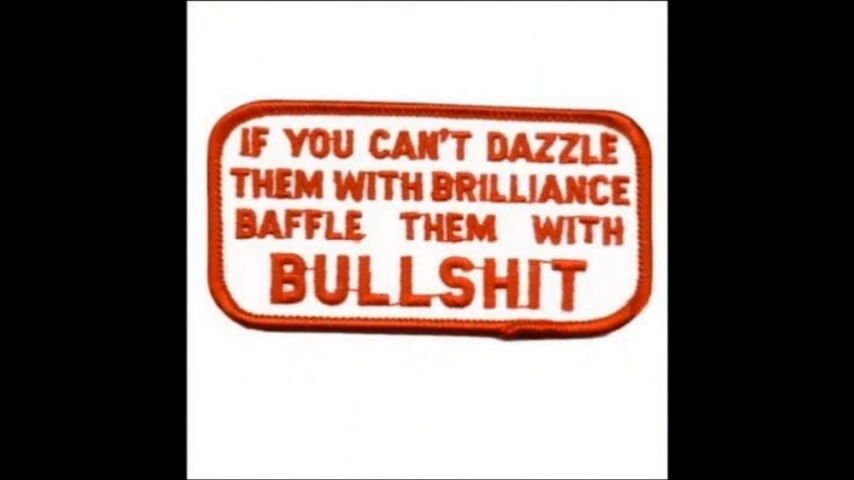 IF YOU CAN'T DAZZLE
THEM WITH BRILLIANCE
BAFFLE THEM WITH
BULLSHIT